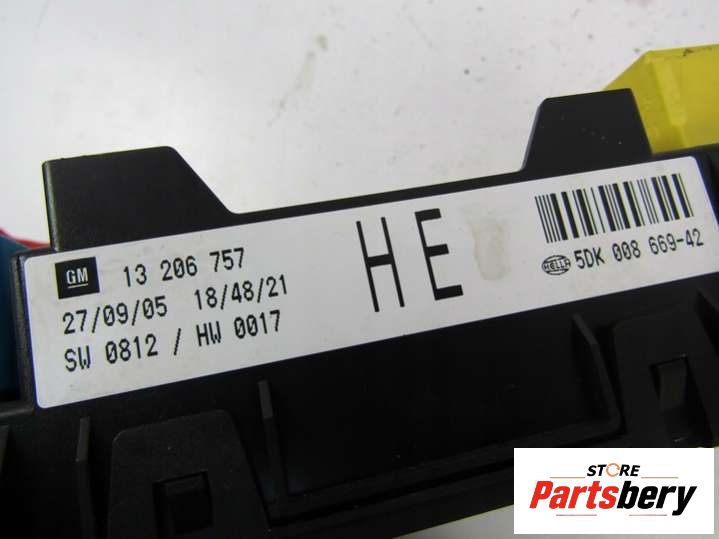 GM 13 206 757
27/09/05 18/48/21
SW 0812 / HW 0017
HE
HELLA 5DK 008 669-42
STORE
Partsbery